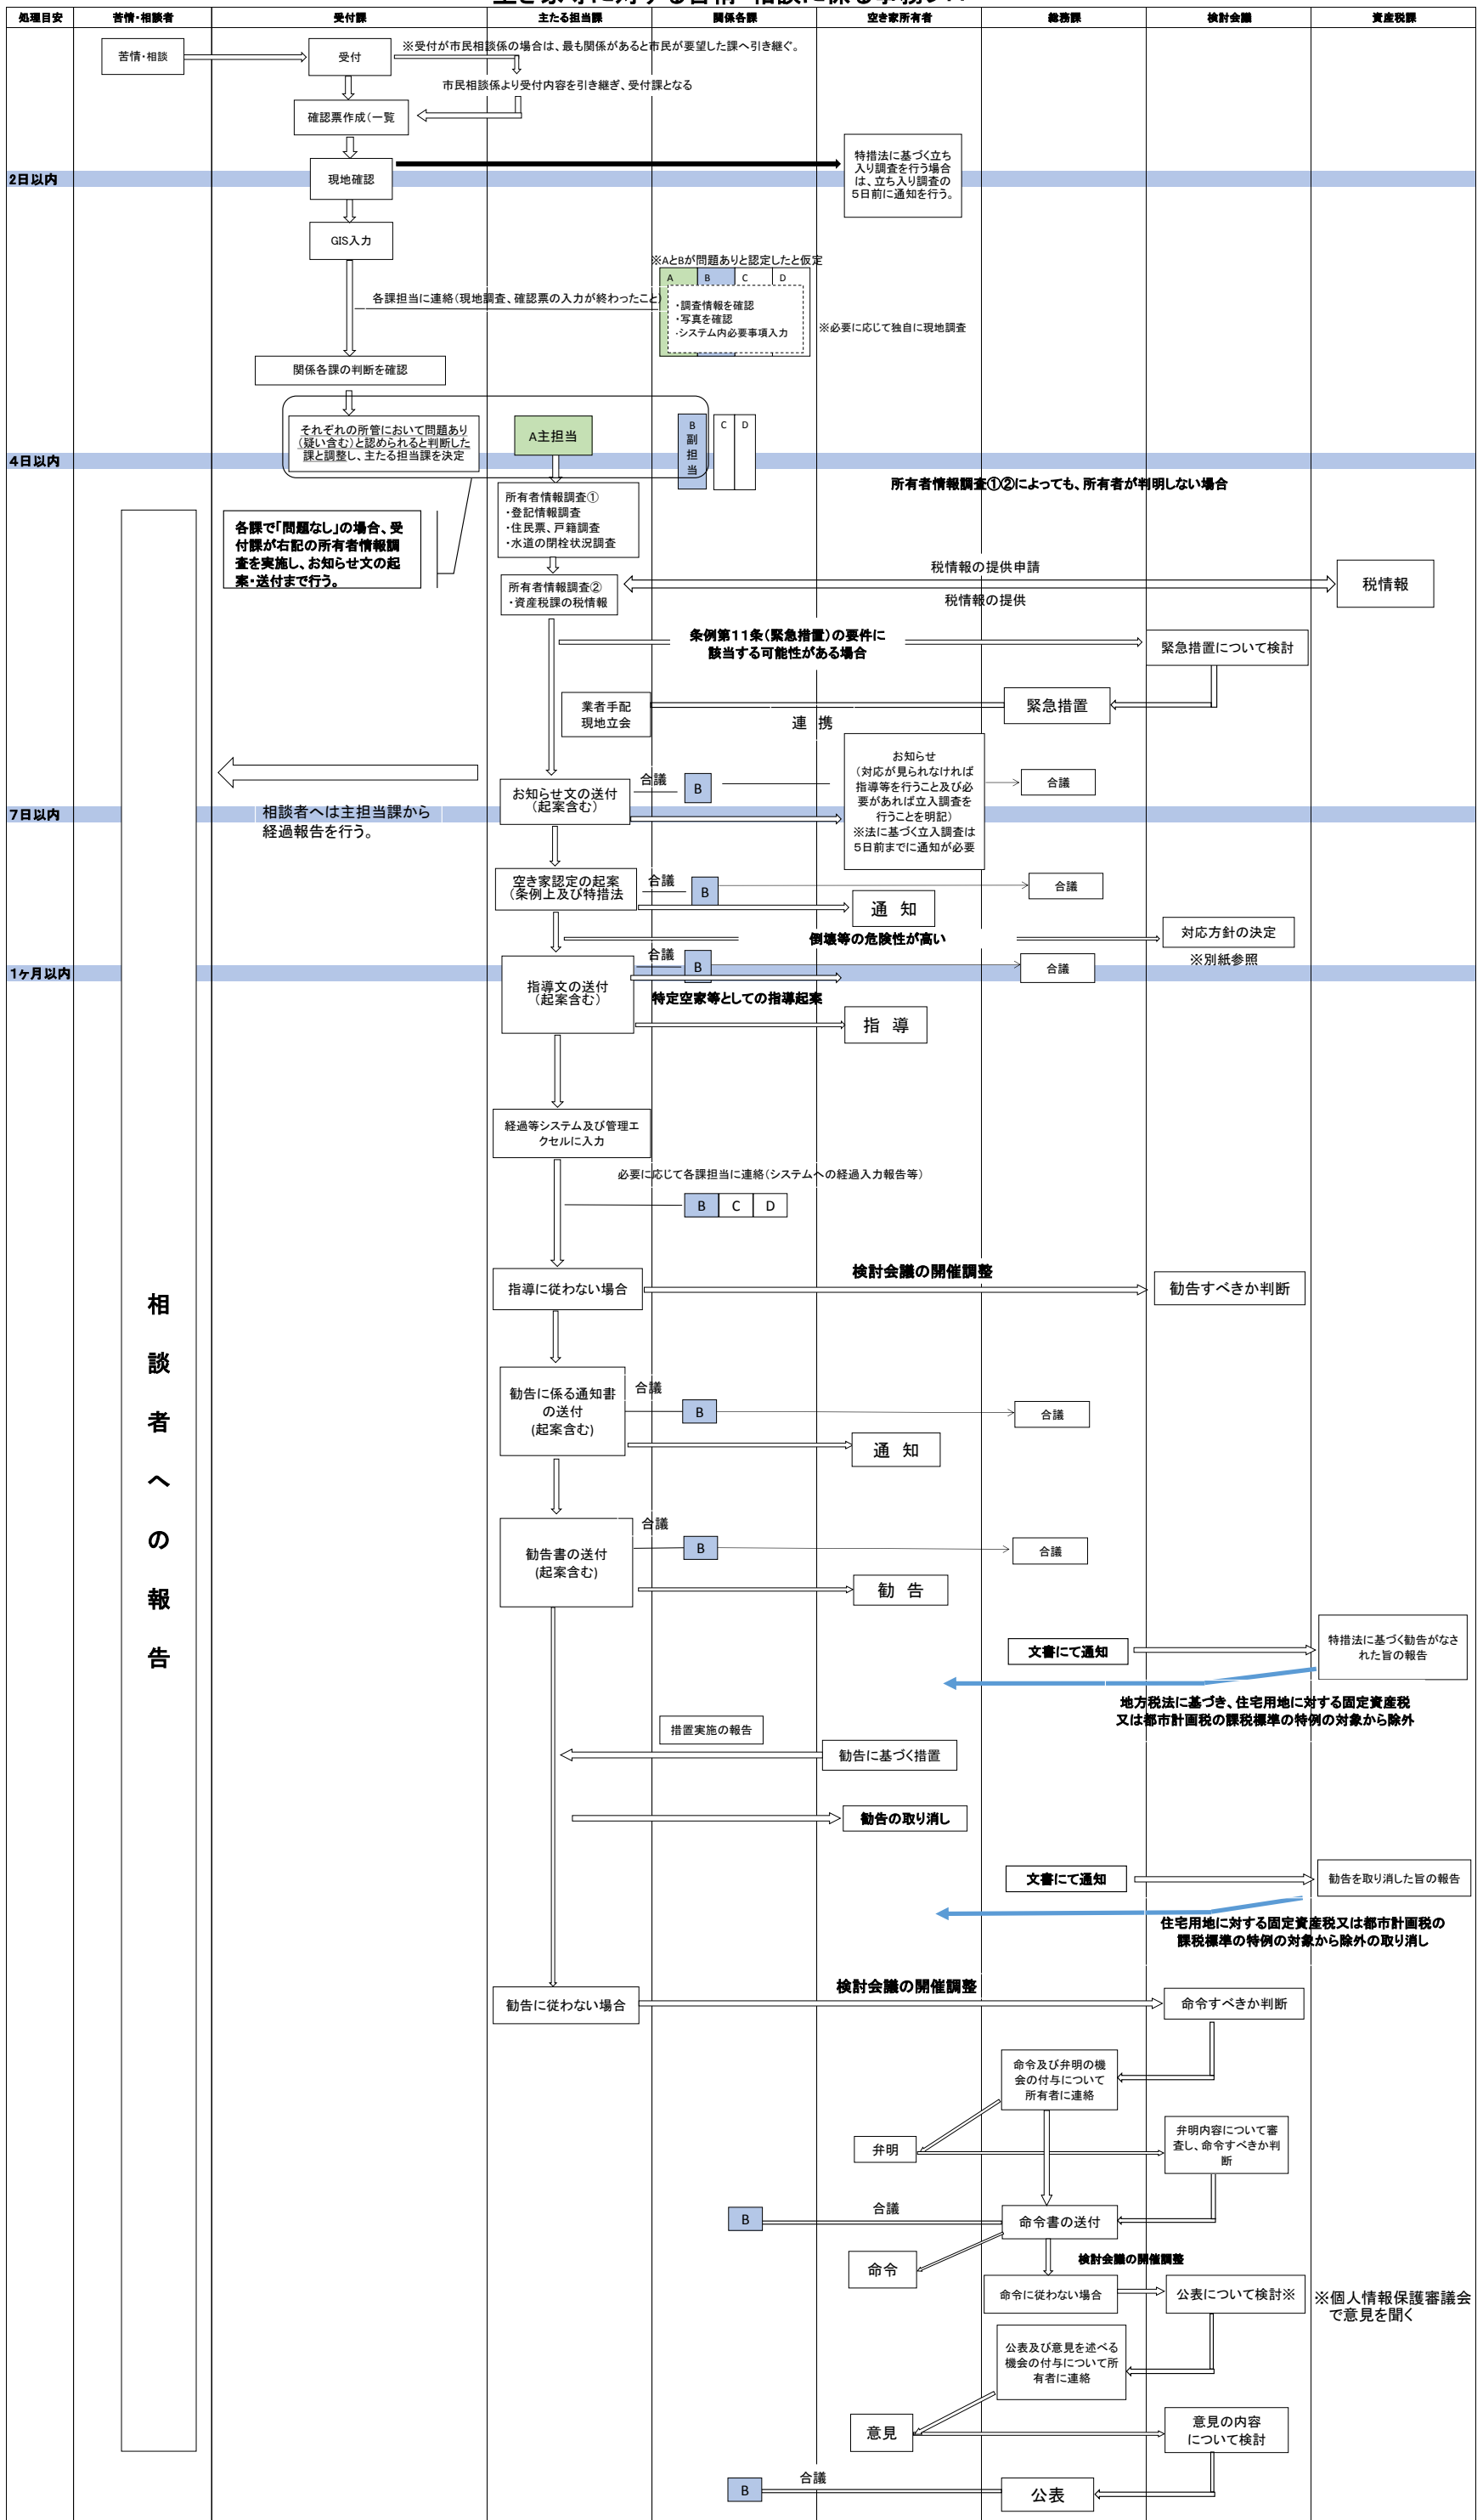 処理目安
苦情・相談者
受付課
主たる担当課
関係各課
空き家所有者
総務課
検討会議
資産税課
苦情・相談
受付
※受付が市民相談係の場合は、最も関係があると市民が要望した課へ引き継ぐ。
市民相談係より受付内容を引き継ぎ、受付課となる
確認票作成(一覧
2日以内
現地確認
特措法に基づく立ち
入り調査を行う場合
は、立ち入り調査の
5日前に通知を行う。
GIS入力
※AとBが問題ありと認定したと仮定
A
B
C
D
各課担当に連絡(現地調査、確認票の入力が終わったこと)
・調査情報を確認
・写真を確認
・システム内必要事項入力
※必要に応じて独自に現地調査
関係各課の判断を確認
それぞれの所管において問題あり
(疑い含む)と認められると判断した
課と調整し、主たる担当課を決定
A主担当
B
副
担
当
C
D
4日以内
所有者情報調査①②によっても、所有者が判明しない場合
所有者情報調査①
・登記情報調査
・住民票、戸籍調査
・水道の閉栓状況調査
各課で「問題なし」の場合、受
付課が右記の所有者情報調
査を実施し、お知らせ文の起
案・送付まで行う。
所有者情報調査②
・資産税課の税情報
税情報の提供申請
税情報の提供
税情報
条例第11条(緊急措置)の要件に
該当する可能性がある場合
緊急措置について検討
業者手配
現地立会
連 携
緊急措置
お知らせ文の送付
(起案含む)
合議
B
お知らせ
(対応が見られなければ
指導等を行うこと及び必
要があれば立入調査を
行うことを明記)
※法に基づく立入調査は
5日前までに通知が必要
合議
7日以内
相談者へは主担当課から
経過報告を行う。
空き家認定の起案
(条例上及び特措法
合議
B
合議
通 知
倒壊等の危険性が高い
対応方針の決定
※別紙参照
1ヶ月以内
指導文の送付
(起案含む)
合議
B
合議
特定空家等としての指導起案
指 導
経過等システム及び管理エ
クセルに入力
必要に応じて各課担当に連絡(システムへの経過入力報告等)
B
C
D
相
談
者
へ
の
報
告
指導に従わない場合
検討会議の開催調整
勧告すべきか判断
勧告に係る通知書
の送付
(起案含む)
合議
B
合議
通 知
勧告書の送付
(起案含む)
合議
B
合議
勧 告
文書にて通知
特措法に基づく勧告がなさ
れた旨の報告
地方税法に基づき、住宅用地に対する固定資産税
又は都市計画税の課税標準の特例の対象から除外
措置実施の報告
勧告に基づく措置
勧告の取り消し
文書にて通知
勧告を取り消した旨の報告
住宅用地に対する固定資産税又は都市計画税の
課税標準の特例の対象から除外の取り消し
勧告に従わない場合
検討会議の開催調整
命令すべきか判断
命令及び弁明の機
会の付与について
所有者に連絡
弁明
弁明内容について審
査し、命令すべきか判
断
B
合議
命令書の送付
命令
検討会議の開催調整
命令に従わない場合
公表について検討※
※個人情報保護審議会
で意見を聞く
公表及び意見を述べる
機会の付与について所
有者に連絡
意見
意見の内容
について検討
B
合議
公表